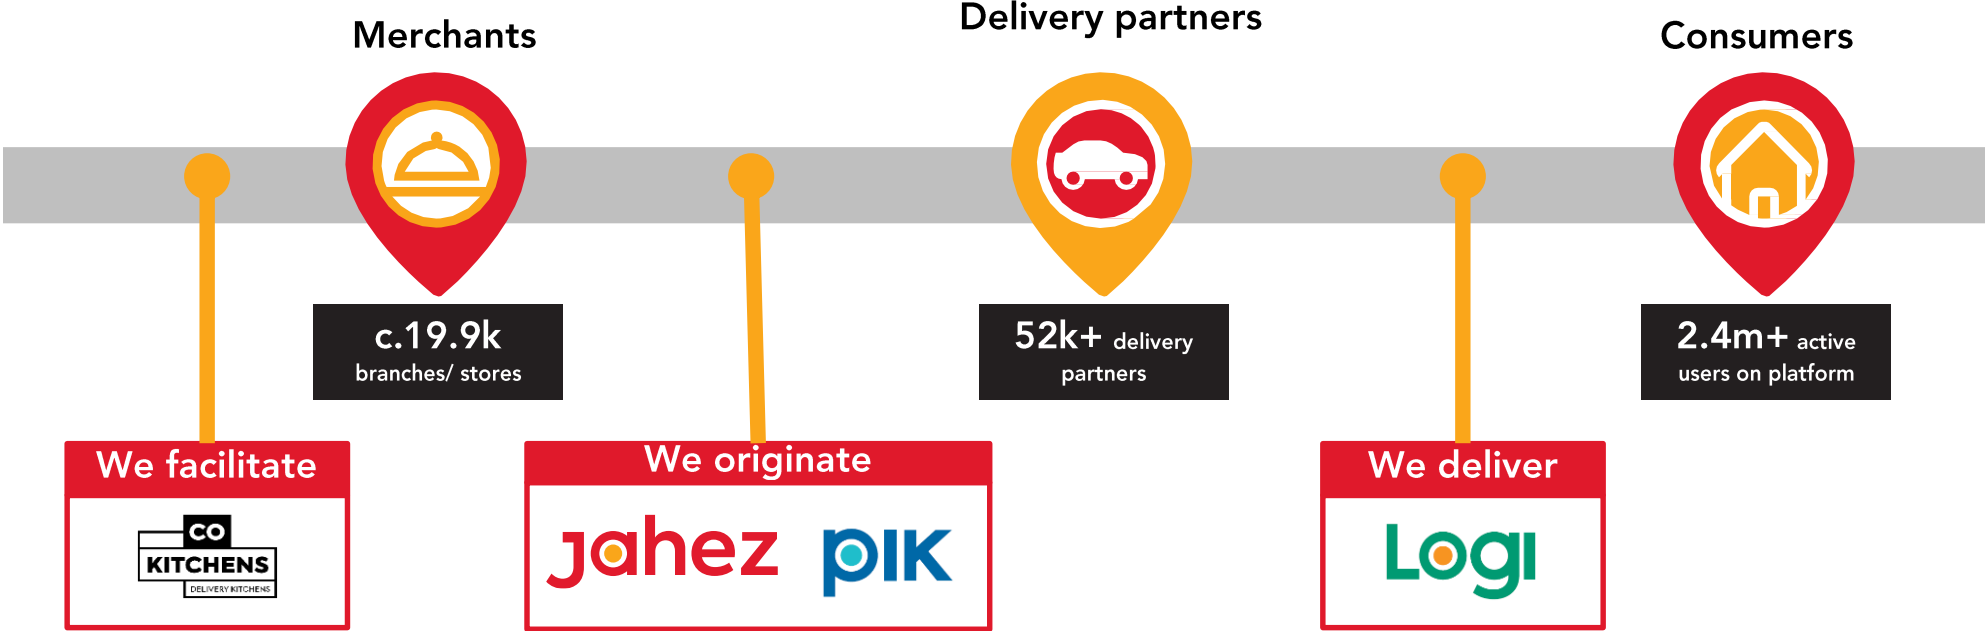 Merchants
Delivery partners
Consumers
c.19.9k
branches/ stores
52k+ delivery
partners
2.4m+ active
users on platform
We facilitate
CO
KITCHENS
DELIVERY KITCHENS
We originate
jahez
PIK
We deliver
Logi